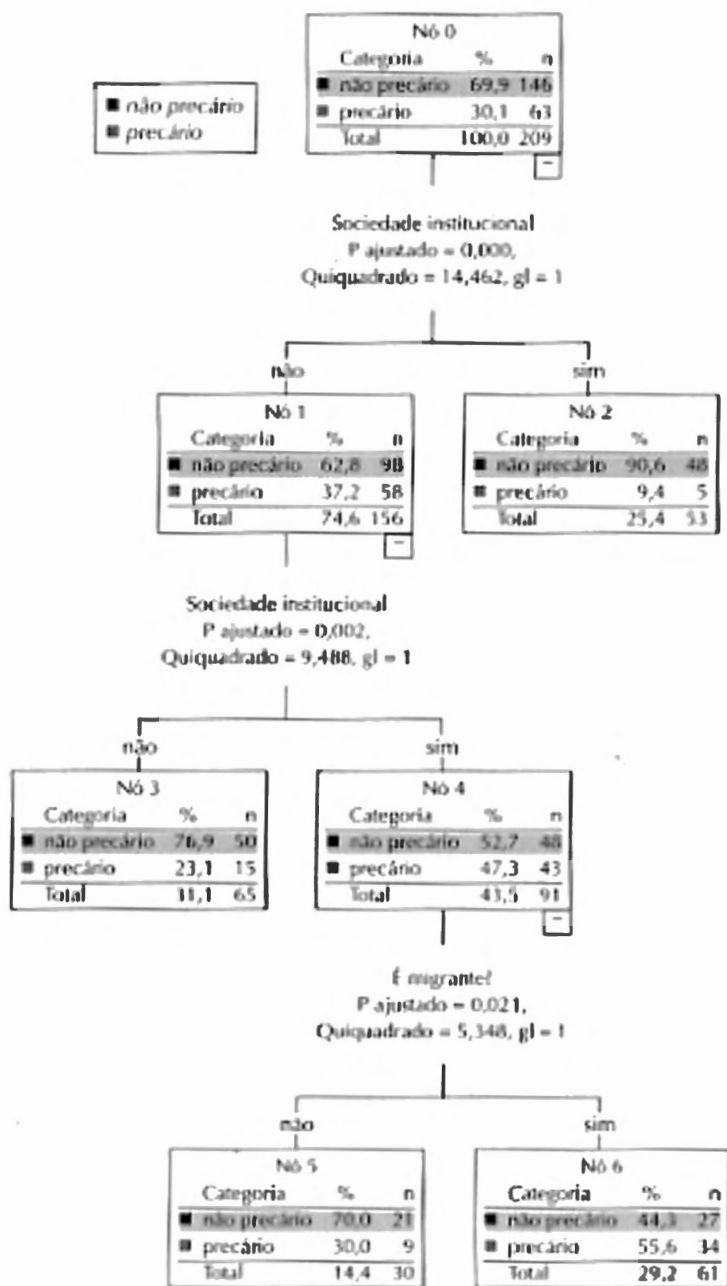 Nó 0
Categoria % n
não precário 69,9 146
precário 30,1 63
Total 100,0 209
−
não precário
precário
Sociedade institucional
P ajustado = 0,000,
Quiquadrado = 14,462, gl = 1
não
sim
Nó 1
Categoria % n
não precário 62,8 98
precário 37,2 58
Total 74,6 156
−
Nó 2
Categoria % n
não precário 90,6 48
precário 9,4 5
Total 25,4 53
Sociedade institucional
P ajustado = 0,002,
Quiquadrado = 9,488, gl = 1
não
sim
Nó 3
Categoria % n
não precário 76,9 50
precário 23,1 15
Total 31,1 65
Nó 4
Categoria % n
não precário 52,7 48
precário 47,3 43
Total 43,5 91
−
É migrante?
P ajustado = 0,021,
Quiquadrado = 5,348, gl = 1
não
sim
Nó 5
Categoria % n
não precário 70,0 21
precário 30,0 9
Total 14,4 30
Nó 6
Categoria % n
não precário 44,3 27
precário 55,6 34
Total 29,2 61